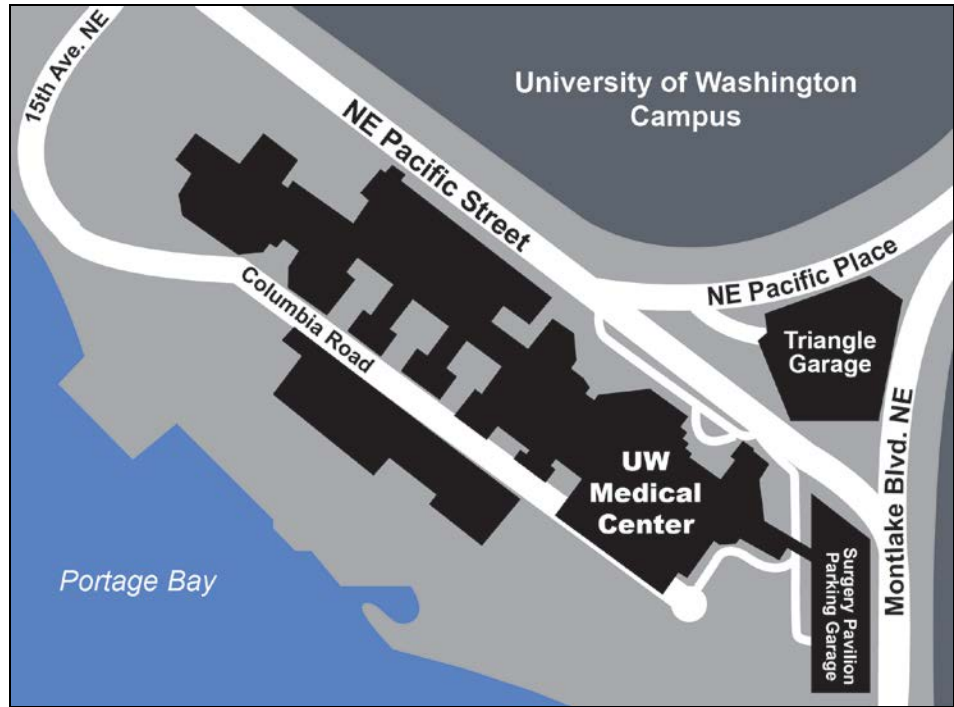 15th Ave. NE
University of Washington
Campus
NE Pacific Street
NE Pacific Place
Columbia Road
Triangle
Garage
Montlake Blvd. NE
UW
Medical
Center
Surgery Pavilion
Parking Garage
Portage Bay